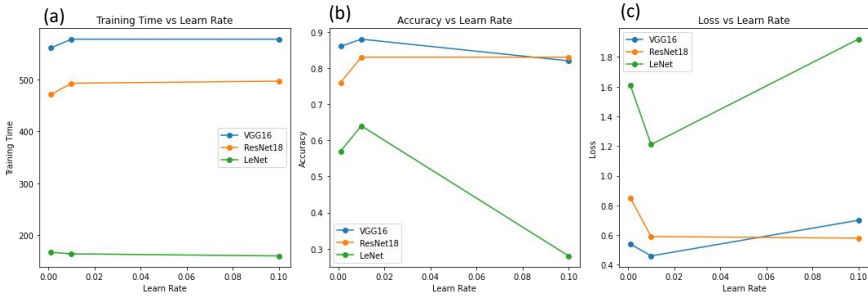 (a)
Training Time vs Learn Rate
500
400
300
200
Training Time
VGG16
ResNet18
LeNet
0.00 0.02 0.04 0.06 0.08 0.10
Learn Rate
(b)
Accuracy vs Learn Rate
0.9
0.8
0.7
0.6
0.5
0.4
0.3
Accuracy
VGG16
ResNet18
LeNet
0.00 0.02 0.04 0.06 0.08 0.10
Learn Rate
(c)
Loss vs Learn Rate
1.8
1.6
1.4
1.2
1.0
0.8
0.6
0.4
Loss
VGG16
ResNet18
LeNet
0.00 0.02 0.04 0.06 0.08 0.10
Learn Rate